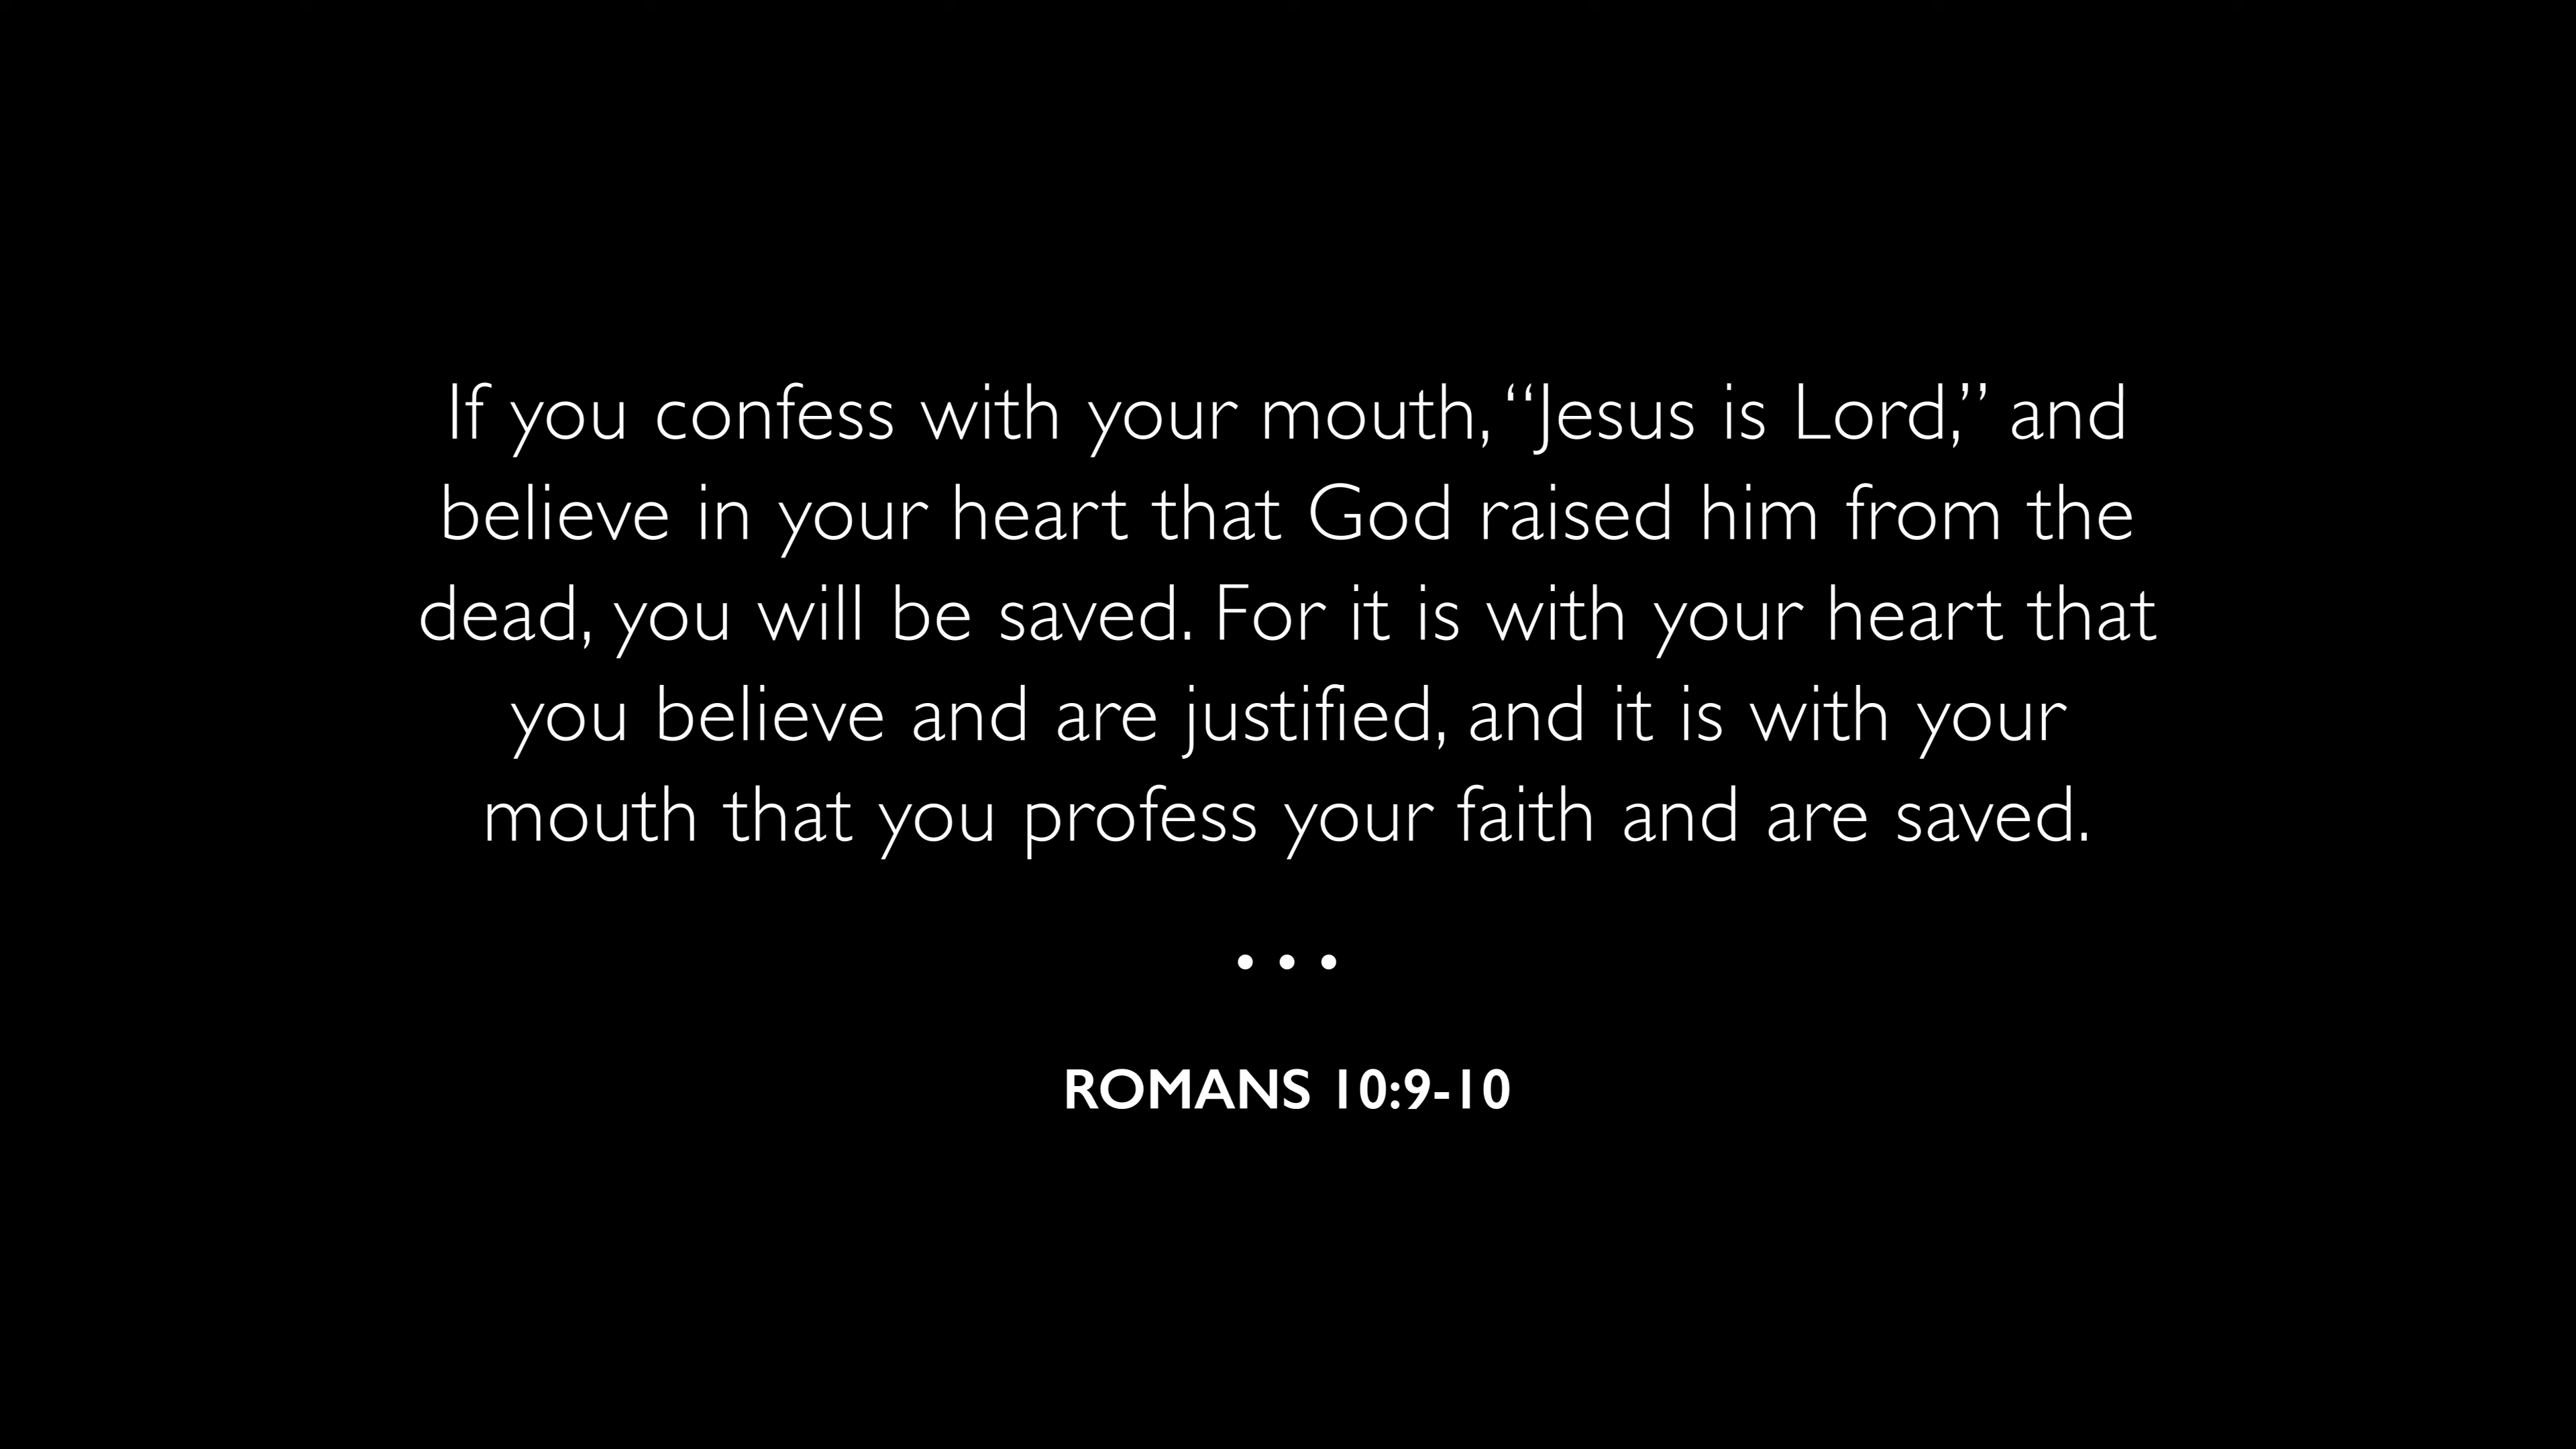 If you confess with your mouth, “Jesus is Lord,” and
believe in your heart that God raised him from the
dead, you will be saved. For it is with your heart that
you believe and are justified, and it is with your
mouth that you profess your faith and are saved.
• • •
ROMANS 10:9-10